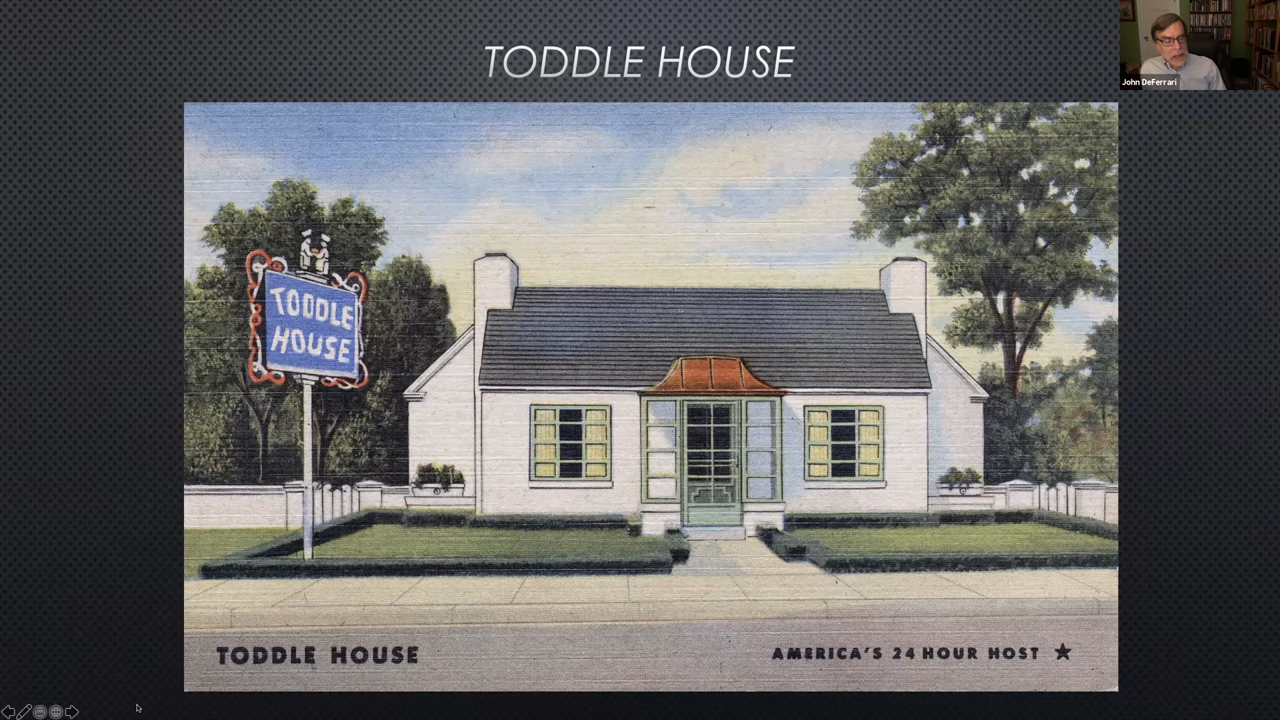 TODDLE HOUSE
John DeFerrari
TODDLE
HOUSE
TODDLE HOUSE
AMERICA'S 24 HOUR HOST ★